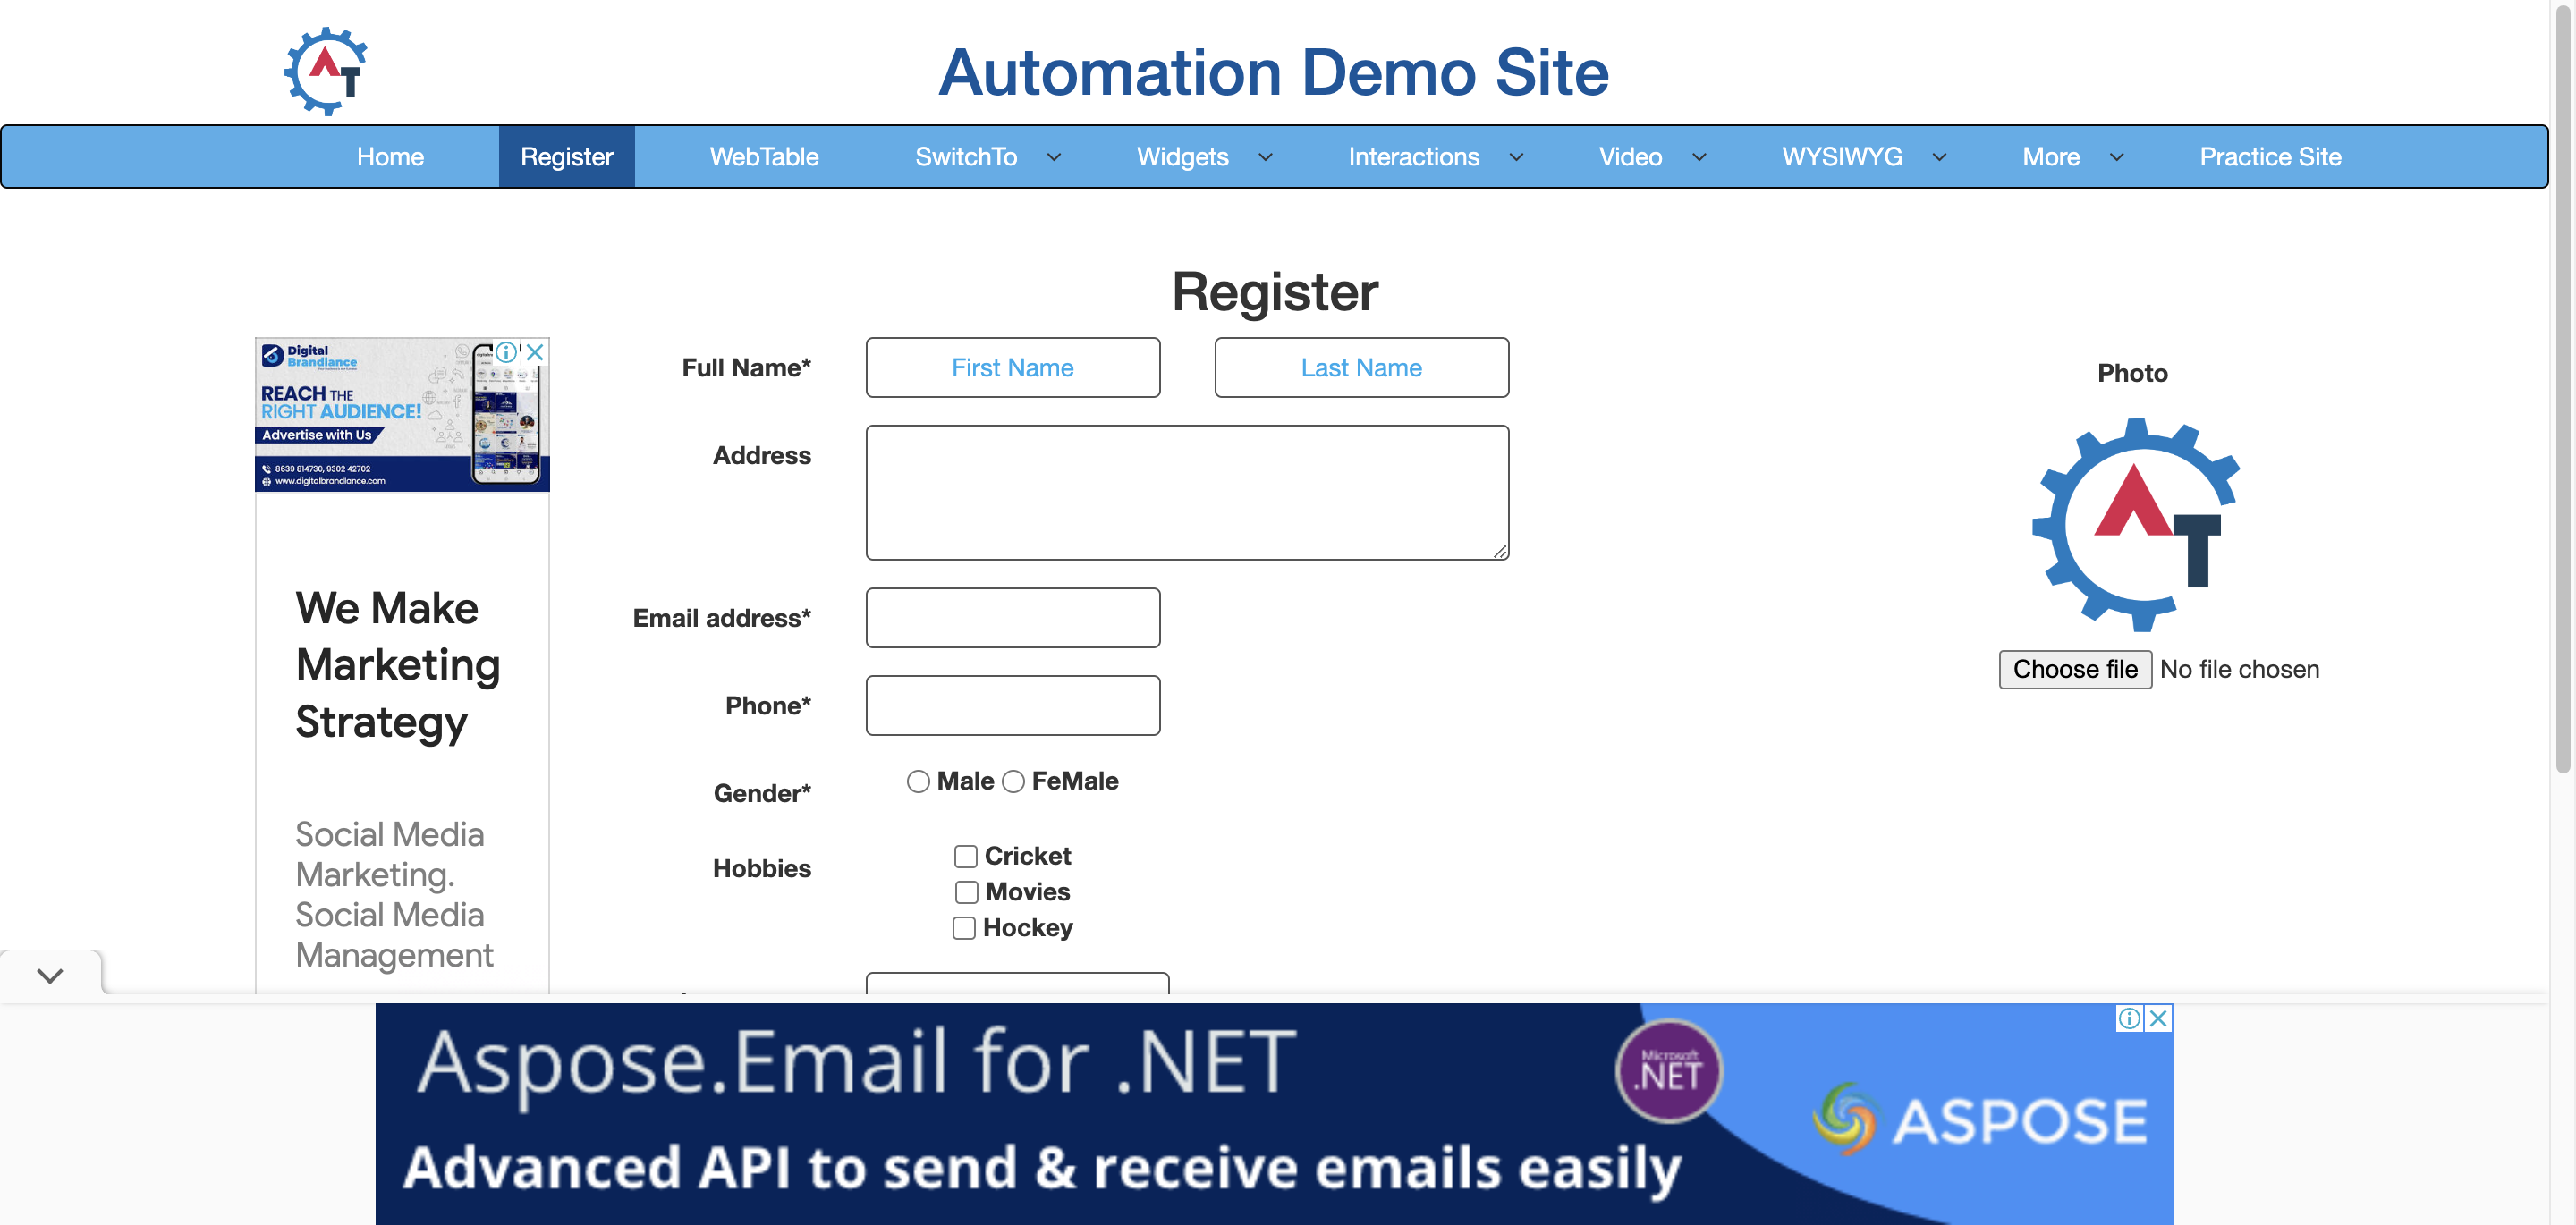 Automation Demo Site
Home Register WebTable SwitchTo Widgets Interactions Video WYSIWYG More Practice Site
Register
Digital
Brandlance
REACH THE
RIGHT AUDIENCE!
Advertise with Us
8639 814730, 9302 42702
www.digitalbrandlance.com
We Make
Marketing
Strategy
Social Media
Marketing.
Social Media
Management
Full Name* First Name Last Name
Address
Email address*
Phone*
Gender* Male FeMale
Hobbies Cricket
Movies
Hockey
Photo
AT
Choose file No file chosen
Aspose.Email for .NET
Advanced API to send & receive emails easily
Microsoft
.NET
ASPOSE